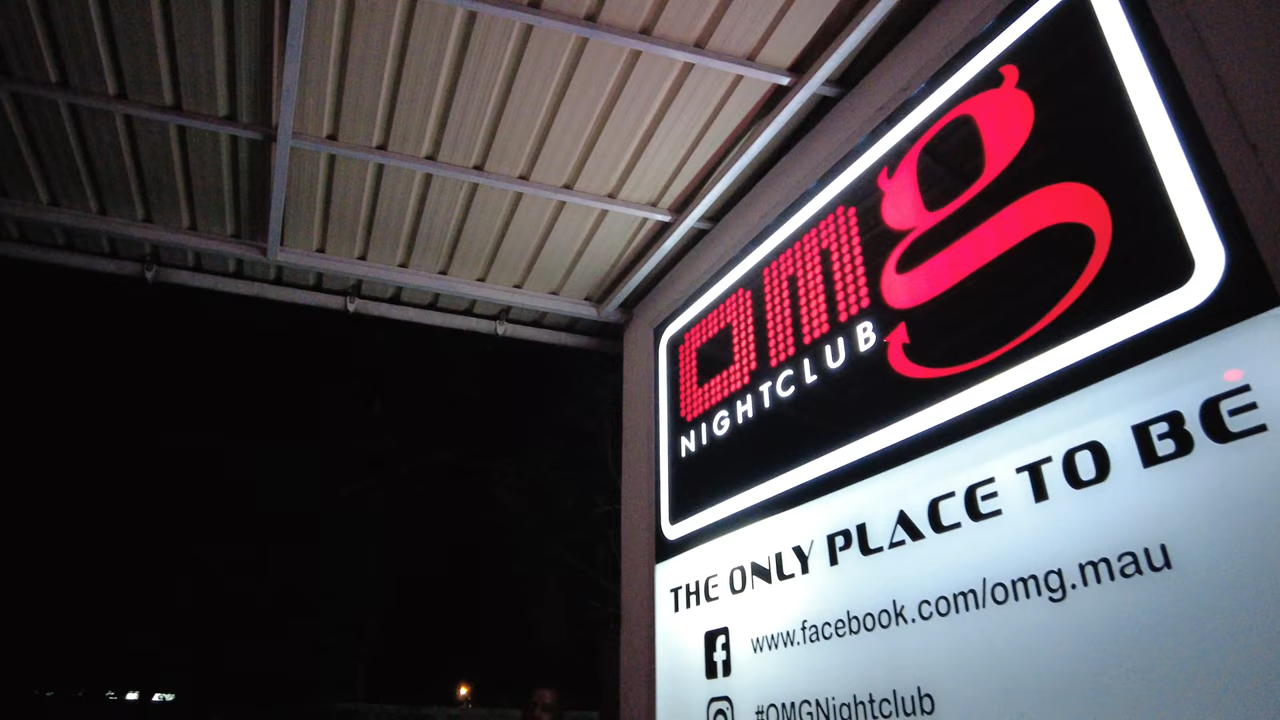 omg
NIGHTCLUB
THE ONLY PLACE TO BE
www.facebook.com/omg.mau
#OMGNightclub